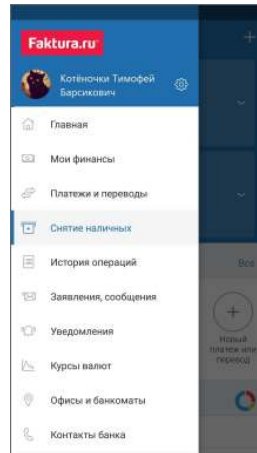 Faktura.ru
Котёночки Тимофей
Барсикович
Главная
Мои финансы
Платежи и переводы
Снятие наличных
История операций
Заявления, сообщения
Уведомления
Курсы валют
Офисы и банкоматы
Контакты банка
Все
Новый
платеж или
перевод